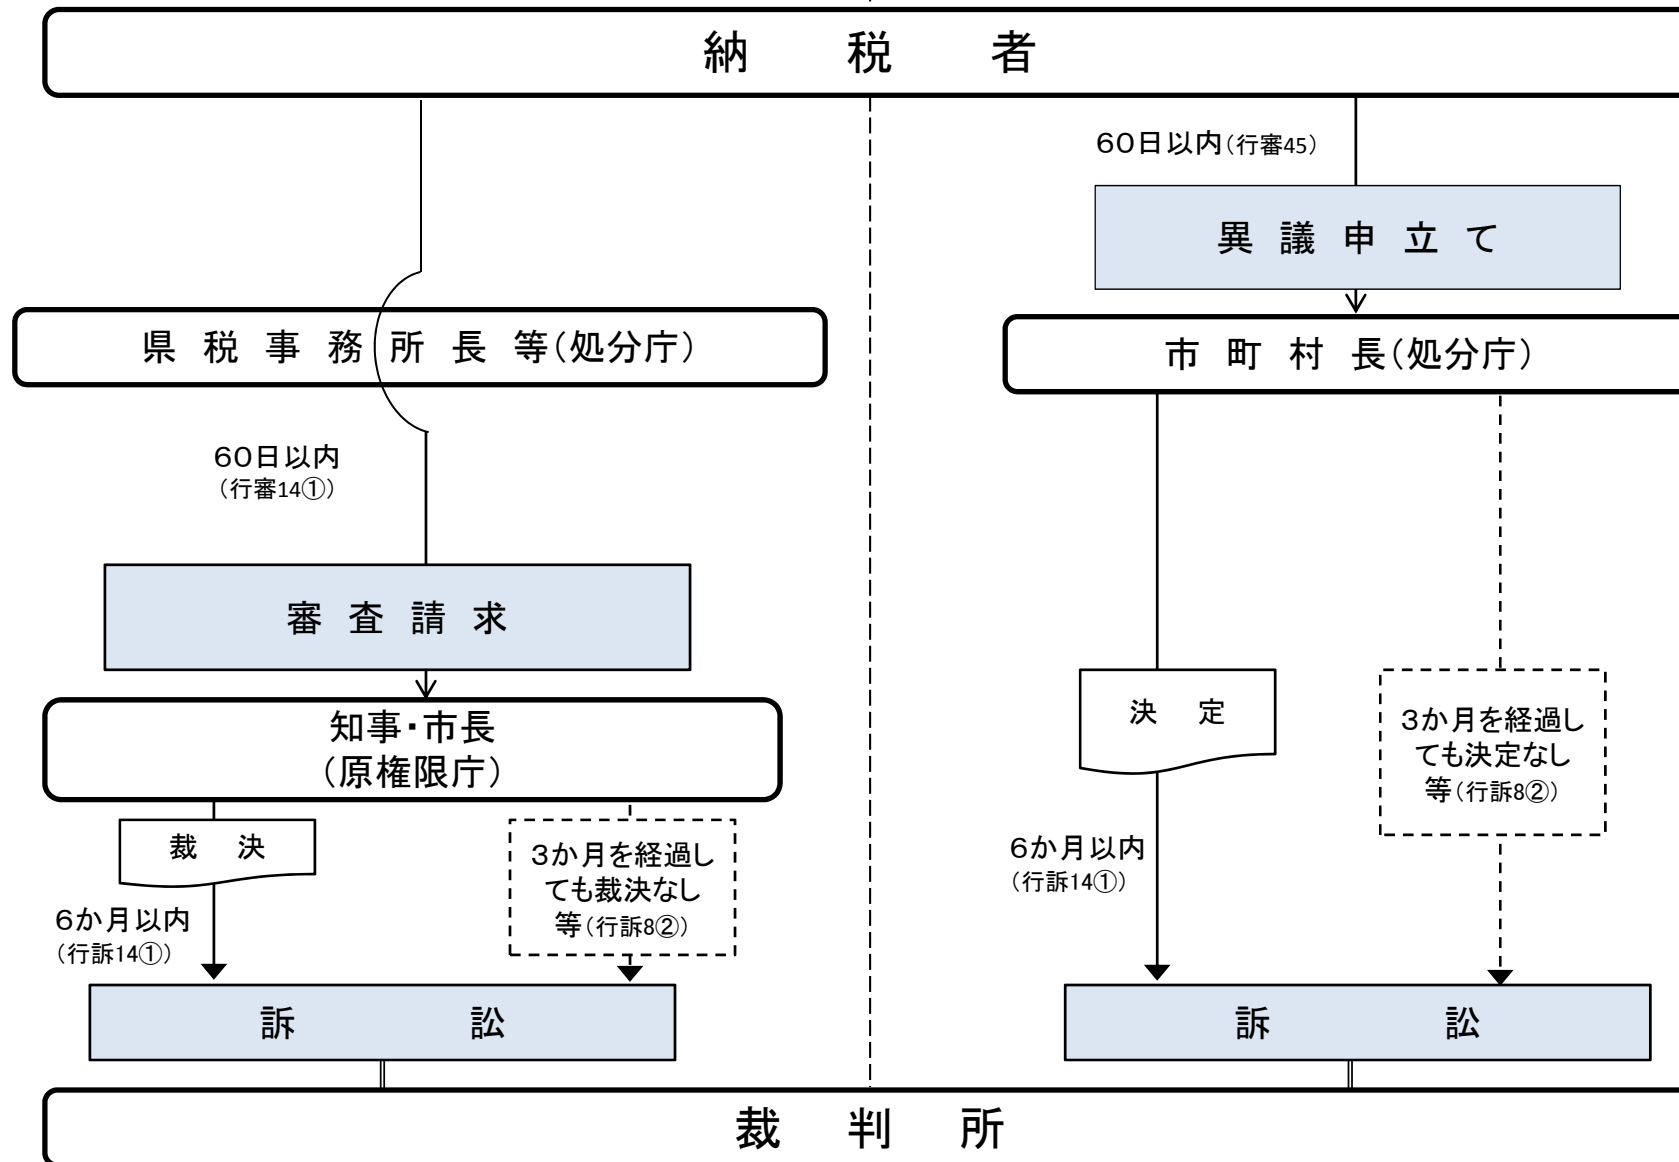 納　税　者
60日以内(行審45)
異 議 申 立 て
県 税 事 務 所 長 等(処分庁)
市 町 村 長(処分庁)
60日以内
(行審14①)
審 査 請 求
知事・市長
(原権限庁)
裁　決
3か月を経過し
ても裁決なし
等(行訴8②)
6か月以内
(行訴14①)
決　定
3か月を経過し
ても決定なし
等(行訴8②)
6か月以内
(行訴14①)
訴　訟
訴　訟
裁　判　所